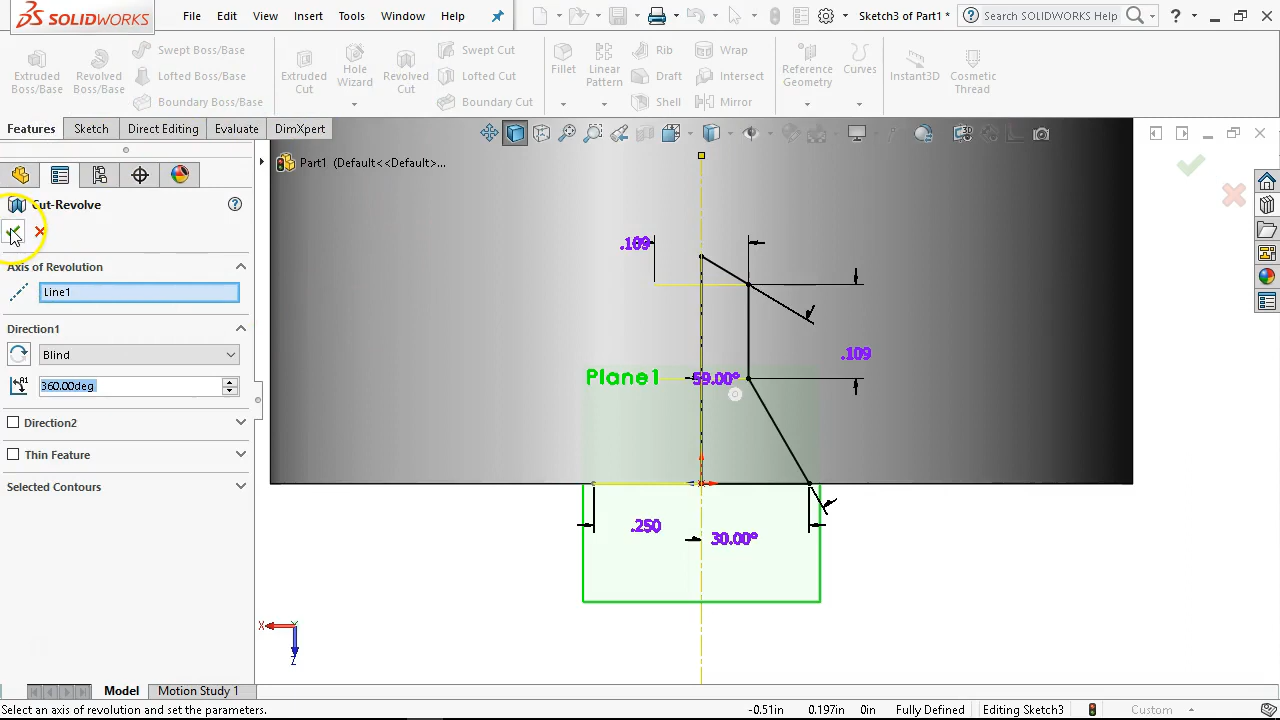 SOLIDWORKS
File Edit View Insert Tools Window Help
Sketch3 of Part1 *
Search SOLIDWORKS Help
Extruded Boss/Base
Revolved Boss/Base
Swept Boss/Base
Lofted Boss/Base
Boundary Boss/Base
Extruded Cut
Hole Wizard
Revolved Cut
Swept Cut
Lofted Cut
Boundary Cut
Fillet
Linear Pattern
Rib
Draft
Shell
Wrap
Intersect
Mirror
Reference Geometry
Curves
Instant3D
Cosmetic Thread
Features Sketch Direct Editing Evaluate DimXpert
Part1 (Default<<Default>...
Cut-Revolve
Axis of Revolution
Line1
Direction1
Blind
A1
360.00deg
Direction2
Thin Feature
Selected Contours
.109
.109
Plane1
59.00°
.250
30.00°
X
Z
Model Motion Study 1
Select an axis of revolution and set the parameters.
-0.51in 0.197in 0in Fully Defined Editing Sketch3 Custom